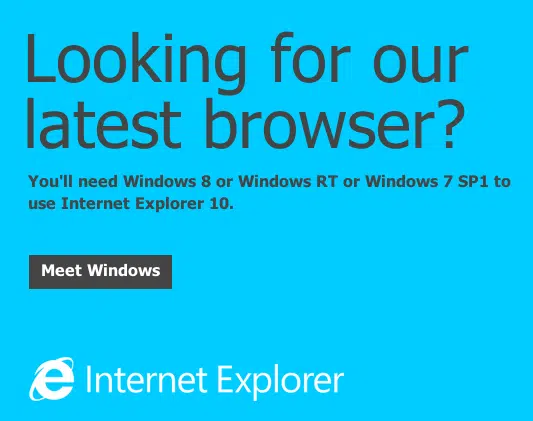 Looking for our
latest browser?
You'll need Windows 8 or Windows RT or Windows 7 SP1 to
use Internet Explorer 10.
Meet Windows
Internet Explorer